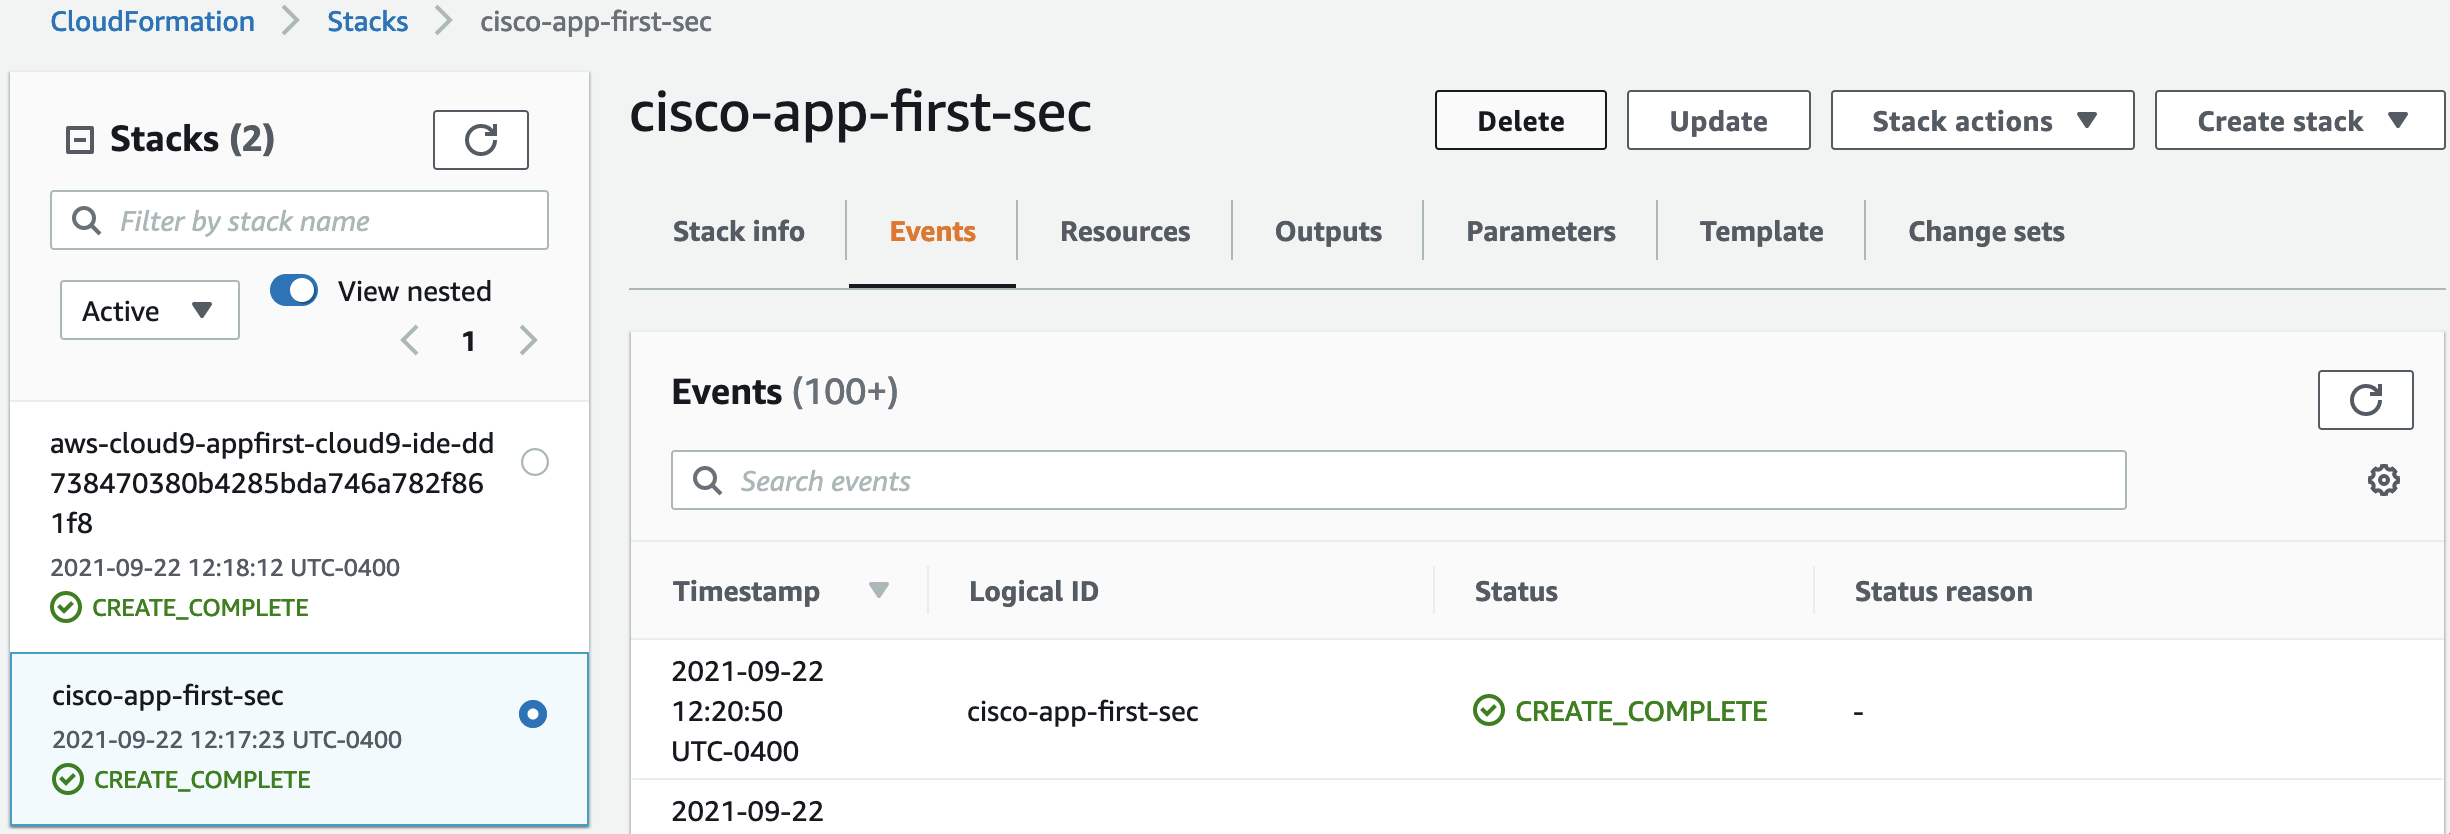 CloudFormation > Stacks > cisco-app-first-sec
Stacks (2)
Filter by stack name
Active
View nested
1
aws-cloud9-appfirst-cloud9-ide-dd
738470380b4285bda746a782f86
1f8
2021-09-22 12:18:12 UTC-0400
CREATE_COMPLETE
cisco-app-first-sec
2021-09-22 12:17:23 UTC-0400
CREATE_COMPLETE
cisco-app-first-sec
Delete Update Stack actions Create stack
Stack info Events Resources Outputs Parameters Template Change sets
Events (100+)
Search events
Timestamp Logical ID Status Status reason
2021-09-22
12:20:50 cisco-app-first-sec CREATE_COMPLETE -
UTC-0400
2021-09-22